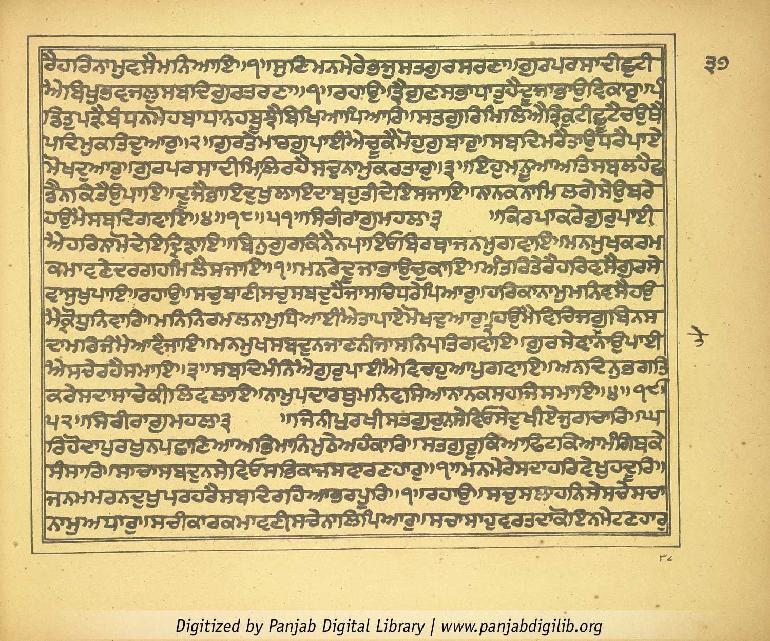 ੩੭
ਰੈਹਰਿਨਾਮੁਵਸੈਮਨਿਆਇ॥੧॥ਸੁਣਿਮਨਮੇਰੇਭਜੁਸਤਗੁਰਸਰਣਾ॥ਗੁਰਪਰਸਾਦੀਛੁਟੀ
ਐਬਿਖੁਭਵਜਲੁਸਬਦਿਗੁਰਤਰਣਾ॥੧॥ਰਹਾਉ॥ਤ੍ਰੈਗੁਣਸਭਾਧਾਤੁਹੈਦੂਜਾਭਾਉਵਿਕਾਰੁ॥ਪੰ
ਡਿਤੁਪੜੈਬੰਧਨਮੋਹਬਾਧਾਨਹਬੂਝੈਬਿਖਿਆਪਿਆਰਿ॥ਸਤਗੁਰਿਮਿਲਿਐਤ੍ਰਿਕੁਟੀਛੂਟੈਚਉਥੈ
ਪਦਿਮੁਕਤਿਦੁਆਰੁ॥੨॥ਗੁਰਤੇਮਾਰਗੁਪਾਈਐਚੂਕੈਮੋਹੁਗੁਬਾਰੁ॥ਸਬਦਿਮਰੈਤਾਉਧਰੈਪਾਏ
ਮੋਖਦੁਆਰੁ॥ਗੁਰਪਰਸਾਦੀਮਿਲਿਰਹੈਸਚੁਨਾਮੁਕਰਤਾਰੁ॥੩॥ਇਹੁਮਨੂਆਅਤਿਸਬਲਹੈਛ
ਡੈਨਕਿਤੈਉਪਾਇ॥ਦੂਜੈਭਾਇਦੁਖੁਲਾਇਦਾਬਹੁਤੀਦੇਇਸਜਾਇ॥ਨਾਨਕਨਾਮਿਲਗੇਸੇਉਬਰੇ
ਹਉਮੈਸਬਦਿਗਵਾਇ॥੪॥੧੮॥੫੧॥ਸਿਰੀਰਾਗੁਮਹਲਾ੩ ॥ਕਿਰਪਾਕਰੇਗੁਰੁਪਾਈ
ਐਹਰਿਨਾਮੋਦੇਇਦ੍ਰਿੜਾਇ॥ਬਿਨੁਗੁਰਕਿਨੈਨਪਾਇਓਬਿਰਥਾਜਨਮੁਗਵਾਇ॥ਮਨਮੁਖਕਰਮ
ਕਮਾਵਣੇਦਰਗਹਮਿਲੈਸਜਾਇ॥੧॥ਮਨਰੇਦੂਜਾਭਾਉਚੁਕਾਇ॥ਅੰਤਰਿਤੇਰੈਹਰਿਵਸੈਗੁਰਸੇ
ਵਾਸੁਖੁਪਾਇ॥ਰਹਾਉ॥ਸਚੁਬਾਣੀਸਚੁਸਬਦੁਹੈਜਾਸਚਿਧਰੇਪਿਆਰੁ॥ਹਰਿਕਾਨਾਮੁਮਨਿਵਸੈਹਉ
ਮੈਕ੍ਰੋਧੁਨਿਵਾਰਿ॥ਮਨਿਨਿਰਮਲਨਾਮੁਧਿਆਈਐਤਾਪਾਏਮੋਖਦੁਆਰੁ॥੨॥ਹਉਮੈਵਿਚਿਜਗੁਬਿਨਸ
ਦਾਮਰਿਜੰਮੈਆਵੈਜਾਇ॥ਮਨਮੁਖਸਬਦੁਨਜਾਣਨੀਜਾਸਨਿਪਤਿਗਵਾਇ॥ਗੁਰਸੇਵਾਨਾਉਪਾਈ
ਐਸਚੇਰਹੈਸਮਾਇ॥੩॥ਸਬਦਿਮੰਨਿਐਗੁਰੁਪਾਈਐਵਿਚਹੁਆਪੁਗਵਾਇ॥ਅਨਦਿਨੁਭਗਤਿ
ਕਰੇਸਦਾਸਾਚੇਕੀਲਿਵਲਾਇ॥ਨਾਮੁਪਦਾਰਥੁਮਨਿਵਸਿਆਨਾਨਕਸਹਜਿਸਮਾਇ॥੪॥੧੯॥
੫੨॥ਸਿਰੀਰਾਗੁਮਹਲਾ੩ ॥ਜਿਨੀਪੁਰਖੀਸਤਗੁਰੁਨਸੇਵਿਓਸੇਦੁਖੀਏਜੁਗਚਾਰਿ॥ਘ
ਰਿਹੋਦਾਪੁਰਖੁਨਪਛਾਣਿਆਅਭਿਮਾਨਿਮੁਠੇਅਹੰਕਾਰਿ॥ਸਤਗੁਰੂਕਿਆਫਿਟਕਿਆਮੰਗਿਥਕੇ
ਸੰਸਾਰਿ॥ਸਾਚਾਸਬਦੁਨਸੇਵਿਓਸਭਿਕਾਜਸਵਾਰਣਹਾਰੁ॥੧॥ਮਨਮੇਰੇਸਦਾਹਰਿਵੇਖੁਹਦੂਰਿ॥
ਜਨਮਮਰਨਦੁਖੁਪਰਹਰੈਸਬਦਿਰਹਿਆਭਰਪੂਰਿ॥੧॥ਰਹਾਉ॥ਸਚੁਸਲਾਹਨਿਸੇਸਚੇਸਚਾ
ਨਾਮੁਅਧਾਰੁ॥ਸਚੀਕਾਰਕਮਾਵਣੀਸਚੇਨਾਲਿਪਿਆਰੁ॥ਸਚਾਸਾਹੁਵਰਤਦਾਕੋਇਨਮੇਟਣਹਾਰੁ
Digitized by Panjab Digital Library | www.panjabdigilib.org